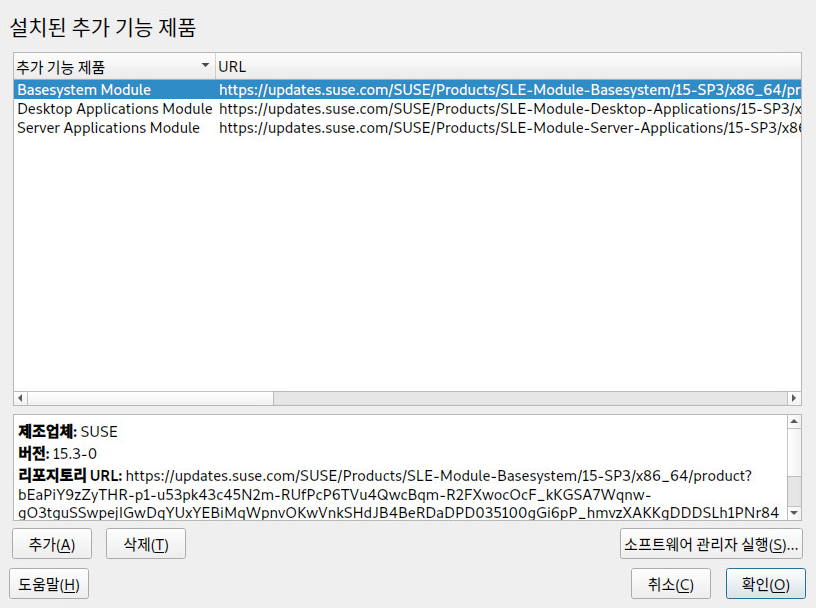 설치된 추가 기능 제품
추가 기능 제품 URL
Basesystem Module https://updates.suse.com/SUSE/Products/SLE-Module-Basesystem/15-SP3/x86_64/pr
Desktop Applications Module https://updates.suse.com/SUSE/Products/SLE-Module-Desktop-Applications/15-SP3/x
Server Applications Module https://updates.suse.com/SUSE/Products/SLE-Module-Server-Applications/15-SP3/x86
제조업체: SUSE
버전: 15.3-0
리포지토리 URL: https://updates.suse.com/SUSE/Products/SLE-Module-Basesystem/15-SP3/x86_64/product?
bEaPiY9zZyTHR-p1-u53pk43c45N2m-RUfPcP6TVu4QwcBqm-R2FXwocOcF_kKGSA7Wqnw-
gO3tguSSwpejIGwDqYUxYEBiMqWpnvOKwVnkSHdJB4BeRDaDPD035100gGi6pP_hmvzXAKKgDDDSLh1PNr84
추가(A) 삭제(T) 소프트웨어 관리자 실행(S)...
도움말(H) 취소(C) 확인(O)